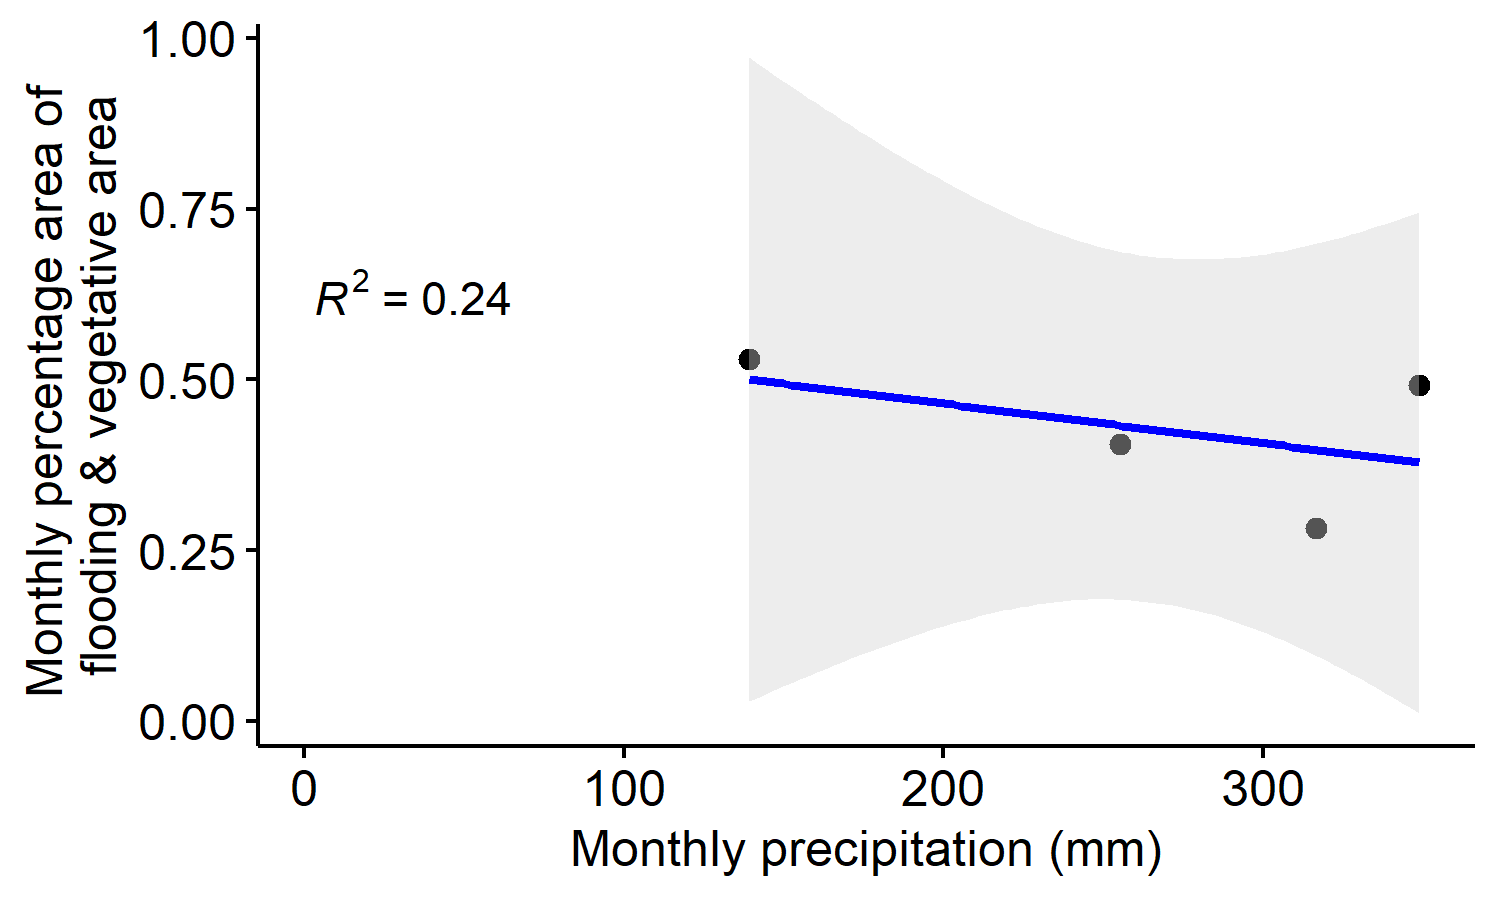 Monthly percentage area of
flooding & vegetative area
1.00
0.75
0.50
0.25
0.00
R² = 0.24
0 100 200 300
Monthly precipitation (mm)